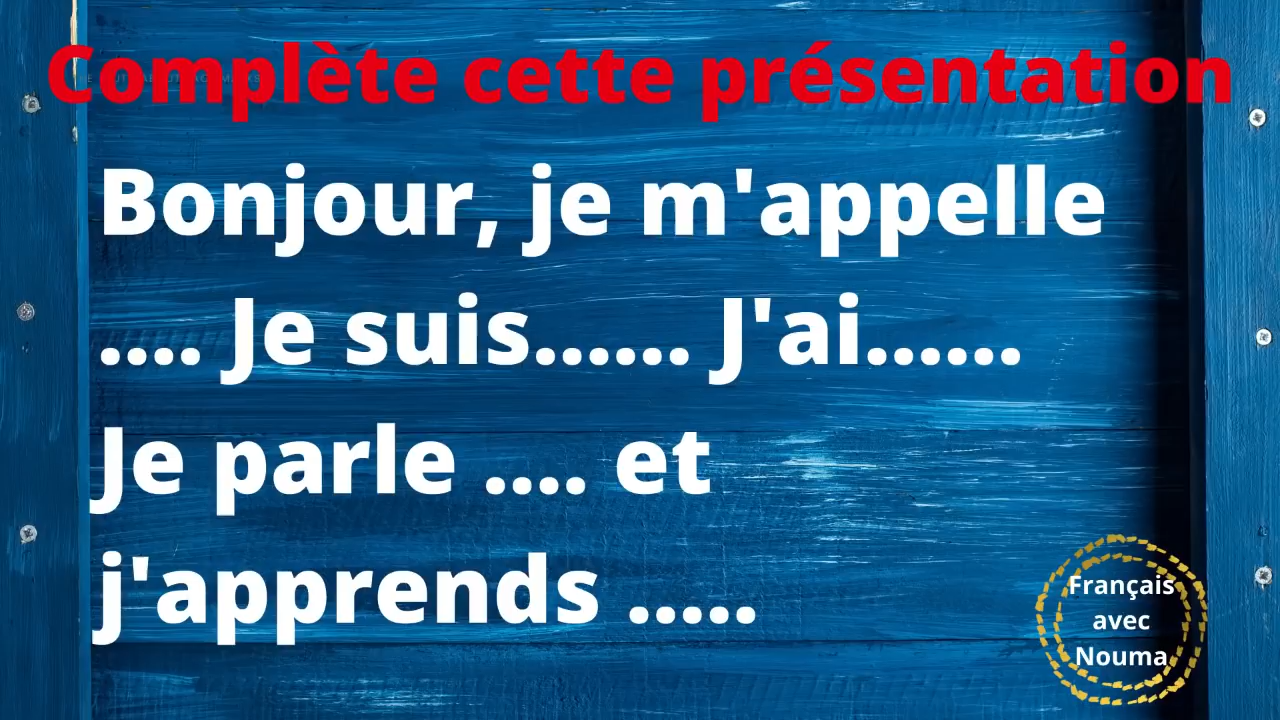 Complète cette présentation
Bonjour, je m'appelle
.... Je suis...... J'ai......
Je parle .... et
j'apprends .....
Français
avec
Nouma